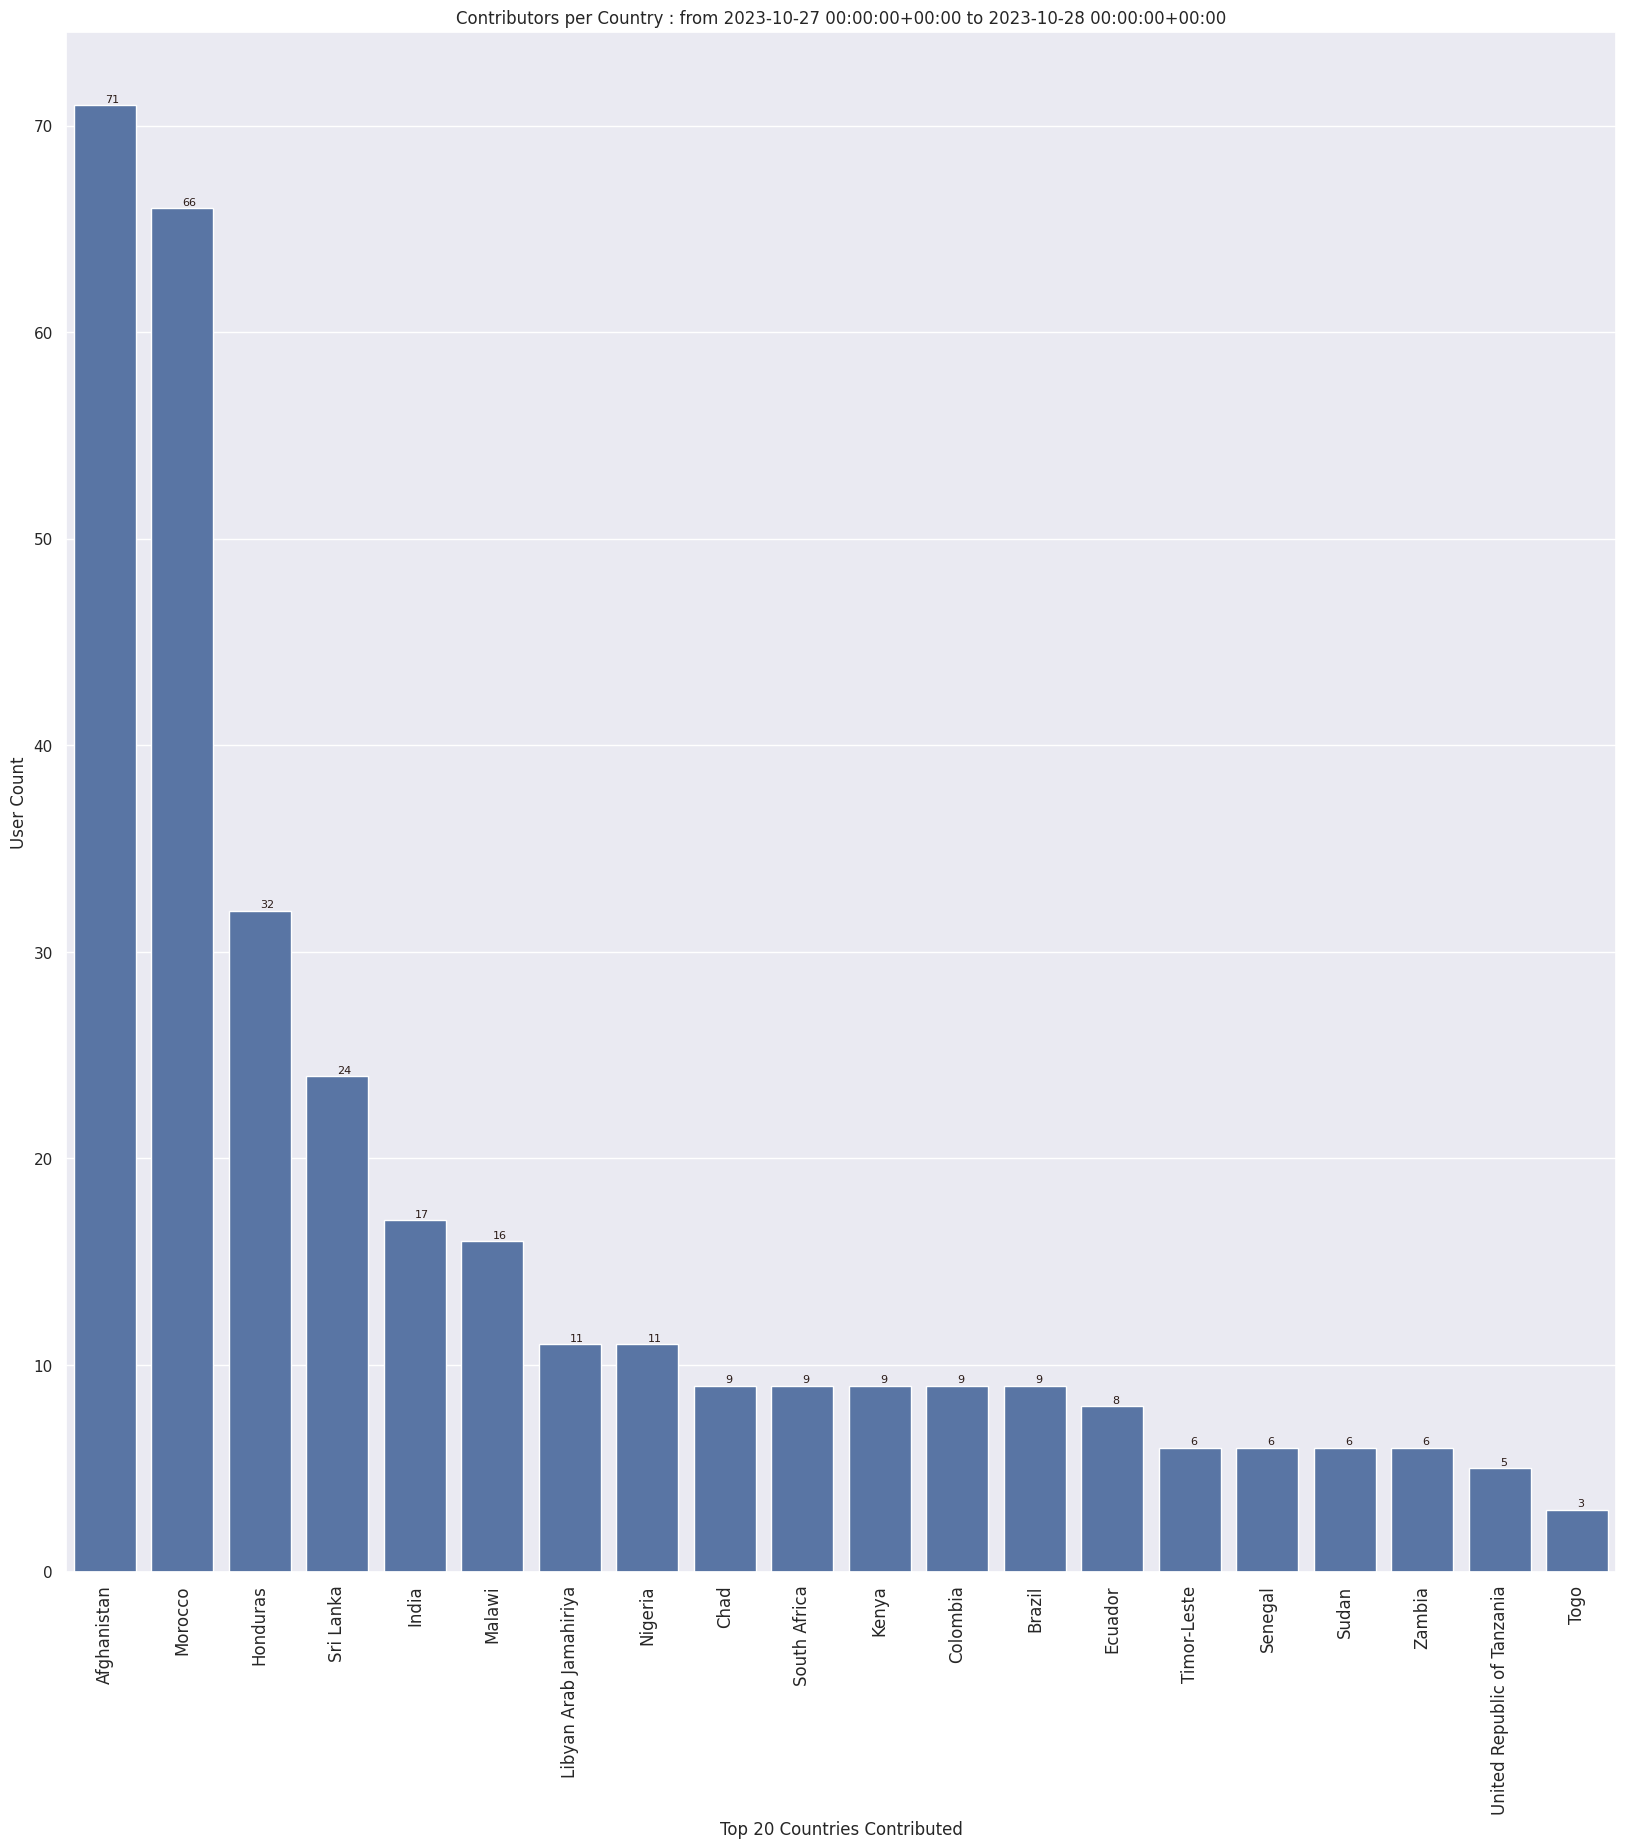 Contributors per Country : from 2023-10-27 00:00:00+00:00 to 2023-10-28 00:00:00+00:00
User Count
70
60
50
40
30
20
10
0
71
66
32
24
17
16
11
11
9
9
9
9
9
8
6
6
6
6
5
3
Afghanistan
Morocco
Honduras
Sri Lanka
India
Malawi
Libyan Arab Jamahiriya
Nigeria
Chad
South Africa
Kenya
Colombia
Brazil
Ecuador
Timor-Leste
Senegal
Sudan
Zambia
United Republic of Tanzania
Togo
Top 20 Countries Contributed